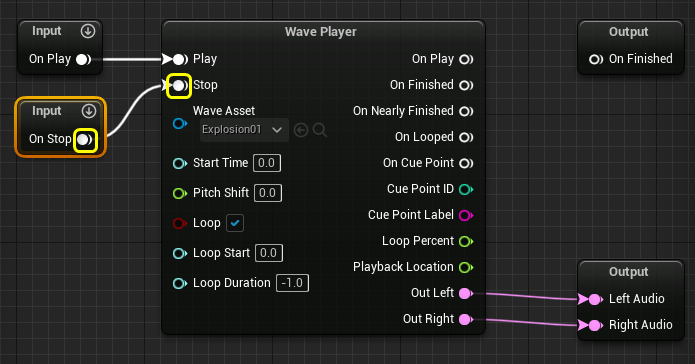 Input
On Play
Input
On Stop
Wave Player
Play
On Play
Stop
On Finished
Wave Asset
Explosion01
On Nearly Finished
On Looped
Start Time 0.0
On Cue Point
Pitch Shift 0.0
Cue Point ID
Loop
Cue Point Label
Loop Start 0.0
Loop Percent
Loop Duration -1.0
Playback Location
Out Left
Out Right
Output
On Finished
Output
Left Audio
Right Audio